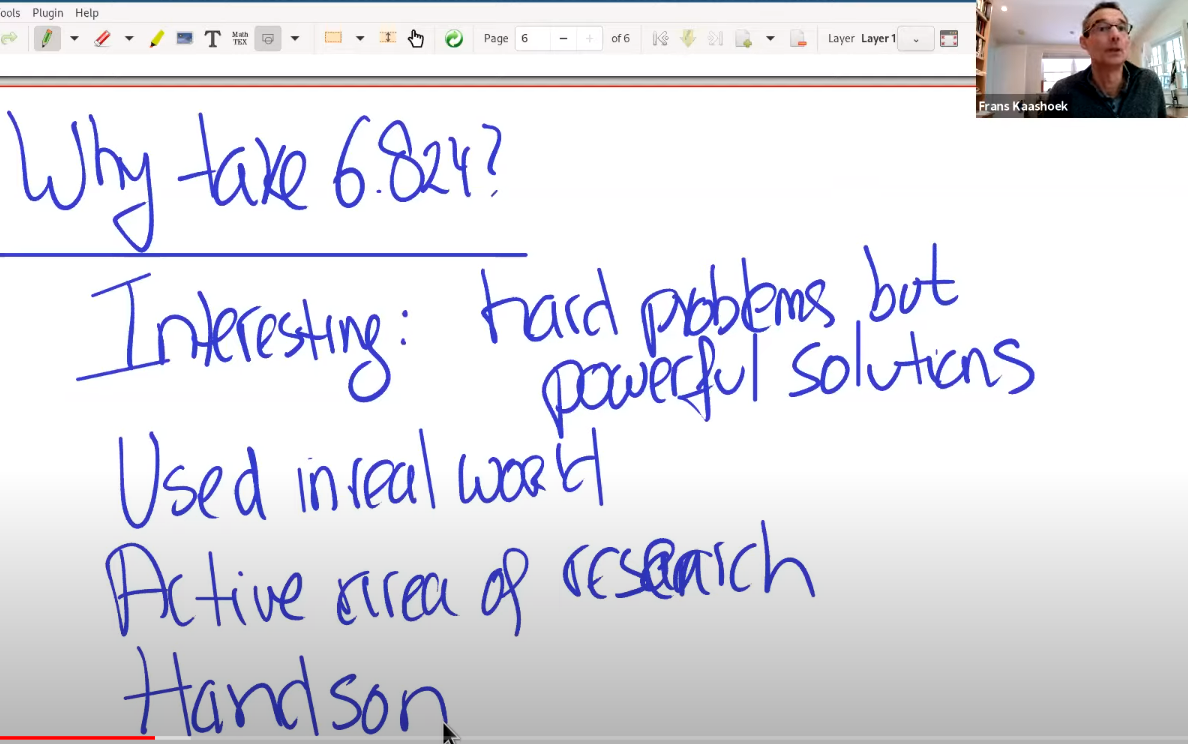 ools Plugin Help
T Math TEX Page 6 of 6 Layer Layer 1
Frans Kaashoek
Why take 6.824?
Interesting: hard problems but
powerful solutions
Used in real world
Active area of research
Hands on